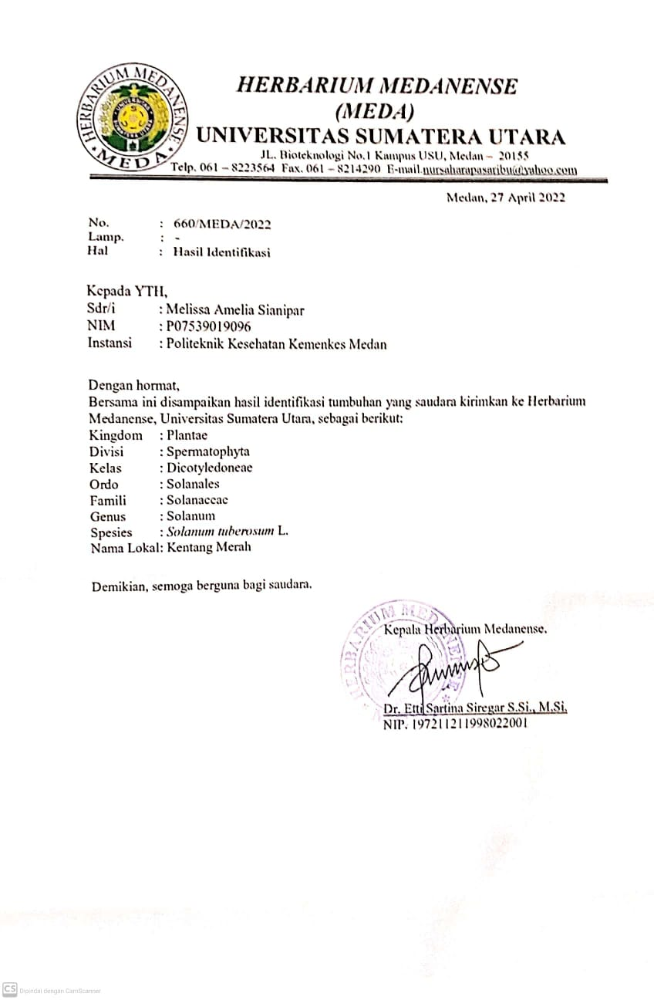 HERBARIUM MEDANENSE
(MEDA)
UNIVERSITAS SUMATERA UTARA
JL. Bioteknologi No.1 Kampus USU, Medan – 20155
Telp. 061 – 8223564 Fax. 061 – 8214290 E-mail.nursaharapasaribu@yahoo.com
HERBARIUM MEDANENSE
MEDA
UNIVERSITAS
SUMATERA UTARA
Medan, 27 April 2022
No. : 660/MEDA/2022
Lamp. : -
Hal : Hasil Identifikasi
Kepada YTH,
Sdr/i : Melissa Amelia Sianipar
NIM : P07539019096
Instansi : Politeknik Kesehatan Kemenkes Medan
Dengan hormat,
Bersama ini disampaikan hasil identifikasi tumbuhan yang saudara kirimkan ke Herbarium
Medanense, Universitas Sumatera Utara, sebagai berikut:
Kingdom : Plantae
Divisi : Spermatophyta
Kelas : Dicotyledoneae
Ordo : Solanales
Famili : Solanaceae
Genus : Solanum
Spesies : Solanum tuberosum L.
Nama Lokal: Kentang Merah
Demikian, semoga berguna bagi saudara.
HERBARIUM MEDANENSE
Kepala Herbarium Medanense.
Dr. Etti Sartina Siregar S.Si., M.Si.
NIP. 197211211998022001
CS Dipindai dengan CamScanner